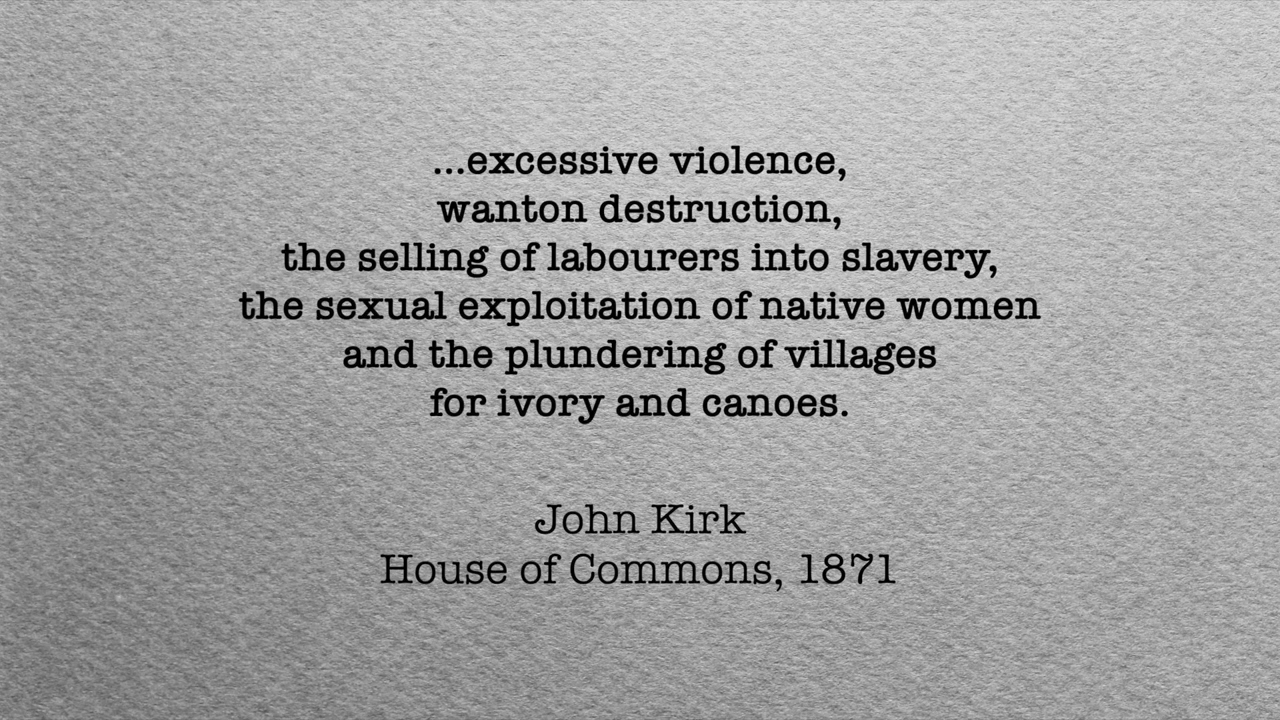 ...excessive violence,
wanton destruction,
the selling of labourers into slavery,
the sexual exploitation of native women
and the plundering of villages
for ivory and canoes.
John Kirk
House of Commons, 1871